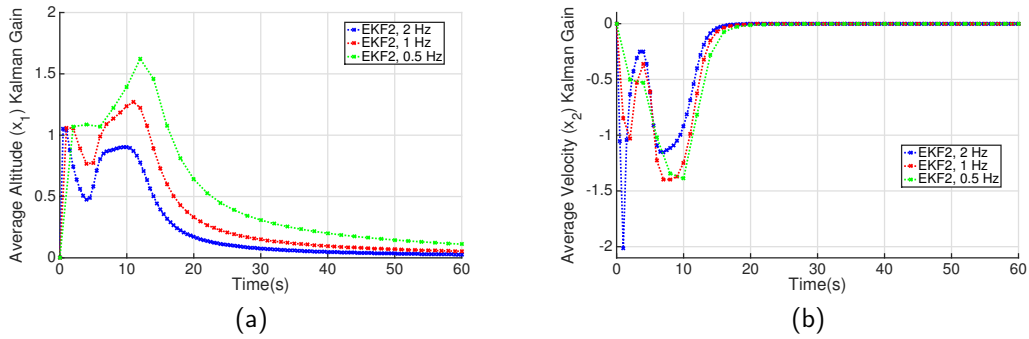 Average Altitude (x1) Kalman Gain
2
1.5
1
0.5
0
0 10 20 30 40 50 60
Time(s)
EKF2, 2 Hz
EKF2, 1 Hz
EKF2, 0.5 Hz
(a)
Average Velocity (x2) Kalman Gain
0
-0.5
-1
-1.5
-2
0 10 20 30 40 50 60
Time(s)
EKF2, 2 Hz
EKF2, 1 Hz
EKF2, 0.5 Hz
(b)